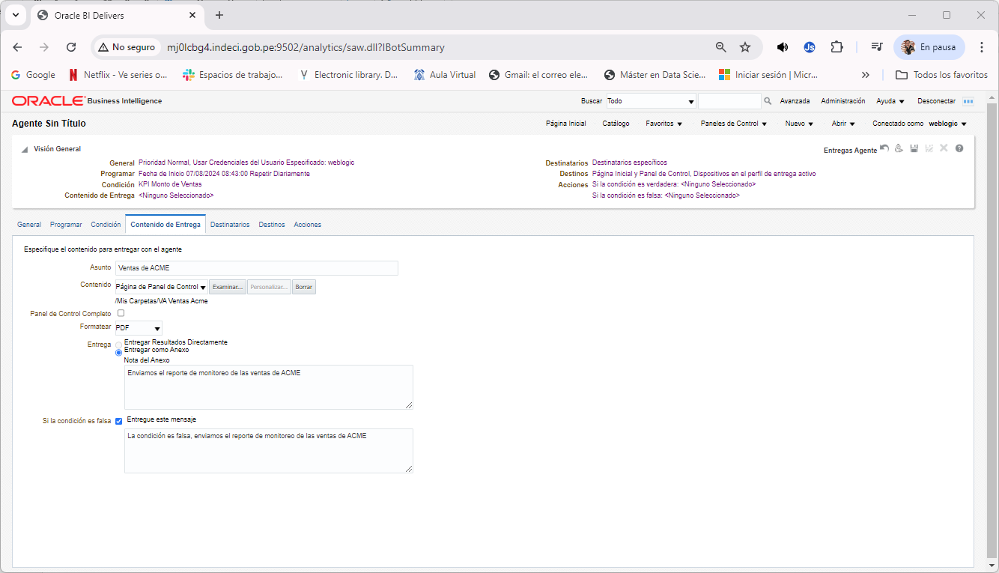 Oracle BI Delivers
No seguro mj0lcbg4.indeci.gob.pe:9502/analytics/saw.dll?IBotSummary En pausa
Google Netflix - Ve series o... Espacios de trabajo... Electronic library. D... Aula Virtual Gmail: el correo ele... Máster en Data Scie... Iniciar sesión | Micr... Todos los favoritos
ORACLE Business Intelligence Buscar Todo Avanzada Administración Ayuda Desconectar
Agente Sin Título Página Inicial Catálogo Favoritos Paneles de Control Nuevo Abrir Conectado como weblogic
Visión General Entregas Agente
General Prioridad Normal, Usar Credenciales del Usuario Especificado: weblogic Destinatarios Destinatarios específicos
Programar Fecha de Inicio 07/08/2024 08:43:00 Repetir Diariamente Destinos Página Inicial y Panel de Control, Dispositivos en el perfil de entrega activo
Condición KPI Monto de Ventas Acciones Si la condición es verdadera: <Ninguno Seleccionado>
Contenido de Entrega <Ninguno Seleccionado> Si la condición es falsa: <Ninguno Seleccionado>
General Programar Condición Contenido de Entrega Destinatarios Destinos Acciones
Especifique el contenido para entregar con el agente
Asunto Ventas de ACME
Contenido Página de Panel de Control Examinar... Personalizar... Borrar
/Mis Carpetas/VA Ventas Acme
Panel de Control Completo
Formatear PDF
Entrega Entregar Resultados Directamente
Entregar como Anexo
Nota del Anexo
Enviamos el reporte de monitoreo de las ventas de ACME
Si la condición es falsa Entregue este mensaje
La condición es falsa, enviamos el reporte de monitoreo de las ventas de ACME